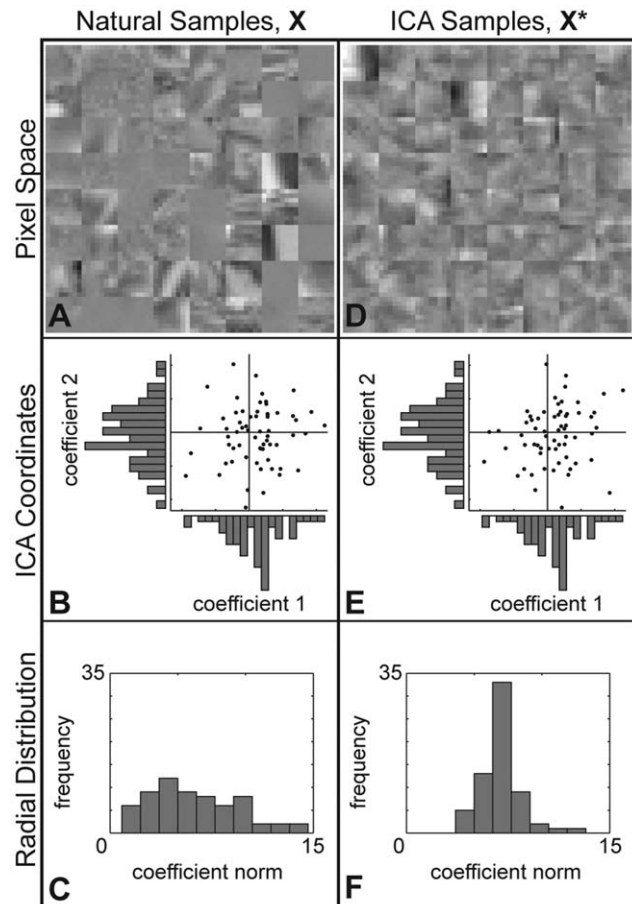 Natural Samples, X
ICA Samples, X*
Pixel Space
A
D
ICA Coordinates
coefficient 2
coefficient 1
B
coefficient 2
coefficient 1
E
Radial Distribution
35
frequency
0
15
coefficient norm
C
35
frequency
0
15
coefficient norm
F